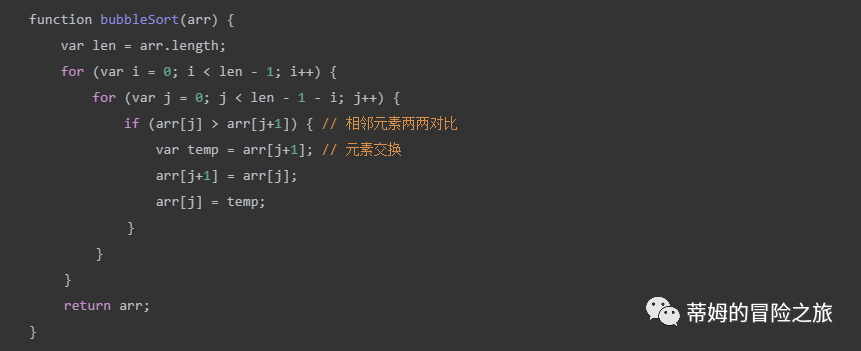 function bubbleSort(arr) {
    var len = arr.length;
    for (var i = 0; i < len - 1; i++) {
        for (var j = 0; j < len - 1 - i; j++) {
            if (arr[j] > arr[j+1]) { // 相邻元素两两对比
                var temp = arr[j+1]; // 元素交换
                arr[j+1] = arr[j];
                arr[j] = temp;
            }
        }
    }
    return arr;
}
蒂姆的冒险之旅